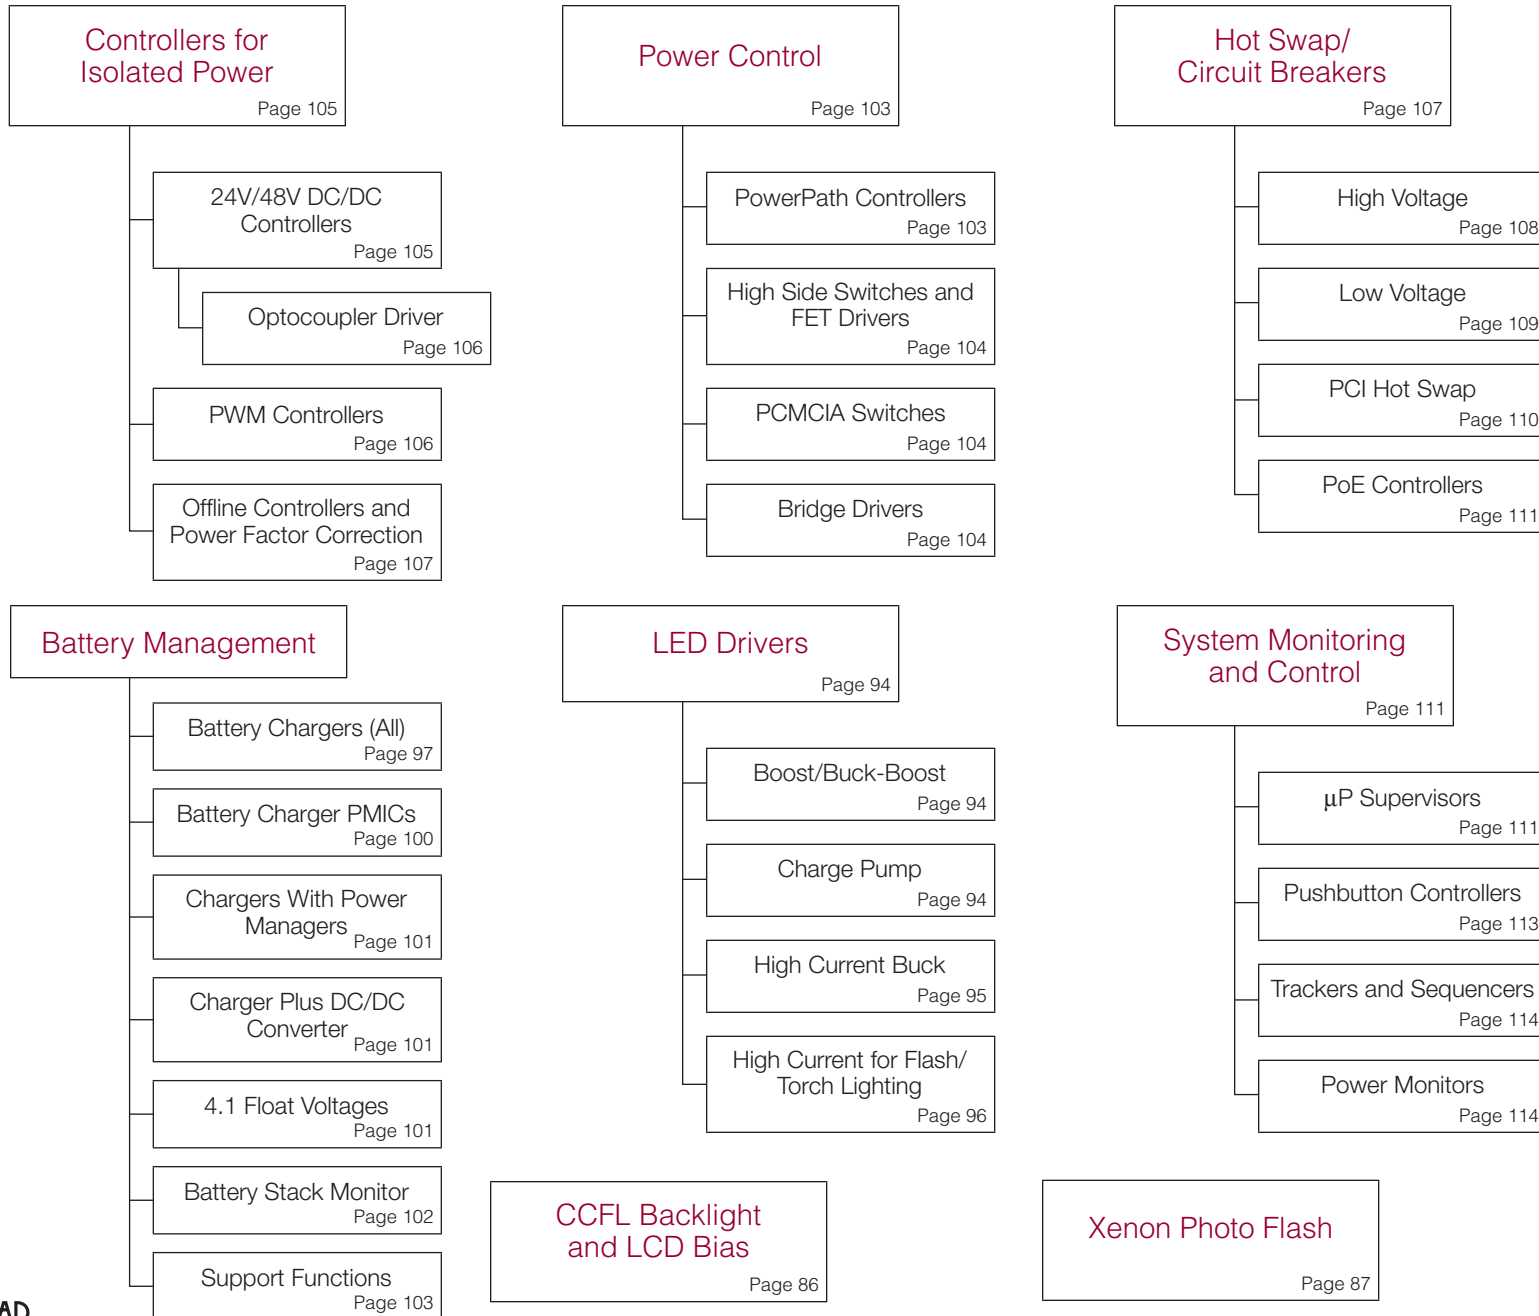 Controllers for
Isolated Power
Page 105
24V/48V DC/DC
Controllers
Page 105
Optocoupler Driver
Page 106
PWM Controllers
Page 106
Offline Controllers and
Power Factor Correction
Page 107
Power Control
Page 103
PowerPath Controllers
Page 103
High Side Switches and
FET Drivers
Page 104
PCMCIA Switches
Page 104
Bridge Drivers
Page 104
Hot Swap/
Circuit Breakers
Page 107
High Voltage
Page 108
Low Voltage
Page 109
PCI Hot Swap
Page 110
PoE Controllers
Page 111
Battery Management
Battery Chargers (All)
Page 97
Battery Charger PMICs
Page 100
Chargers With Power
Managers
Page 101
Charger Plus DC/DC
Converter
Page 101
4.1 Float Voltages
Page 101
Battery Stack Monitor
Page 102
Support Functions
Page 103
LED Drivers
Page 94
Boost/Buck-Boost
Page 94
Charge Pump
Page 94
High Current Buck
Page 95
High Current for Flash/
Torch Lighting
Page 96
System Monitoring
and Control
Page 111
µP Supervisors
Page 111
Pushbutton Controllers
Page 113
Trackers and Sequencers
Page 114
Power Monitors
Page 114
CCFL Backlight
and LCD Bias
Page 86
Xenon Photo Flash
Page 87